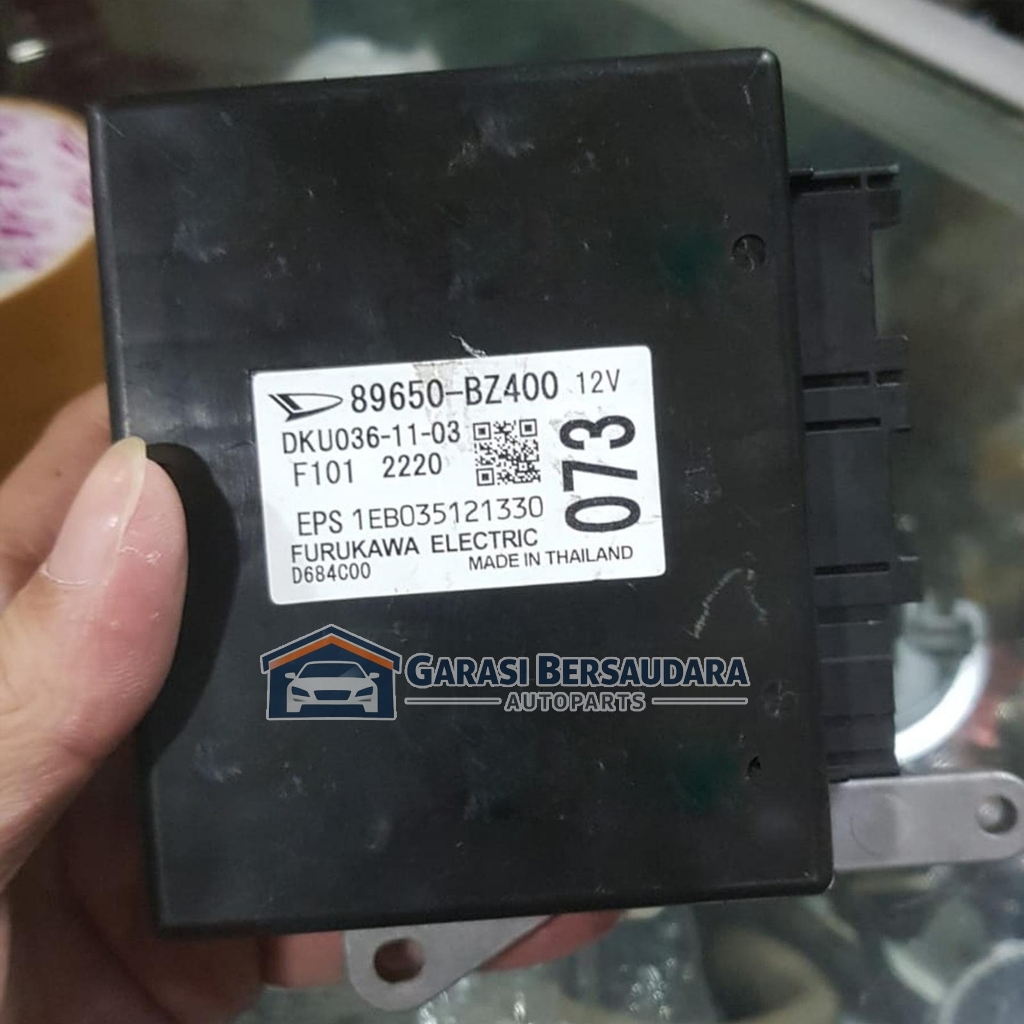 89650-BZ400 12V
DKU036-11-03
F101 2220
073
EPS 1EB035121330
FURUKAWA ELECTRIC
D684C00 MADE IN THAILAND
GARASI BERSAUDARA
AUTOPARTS